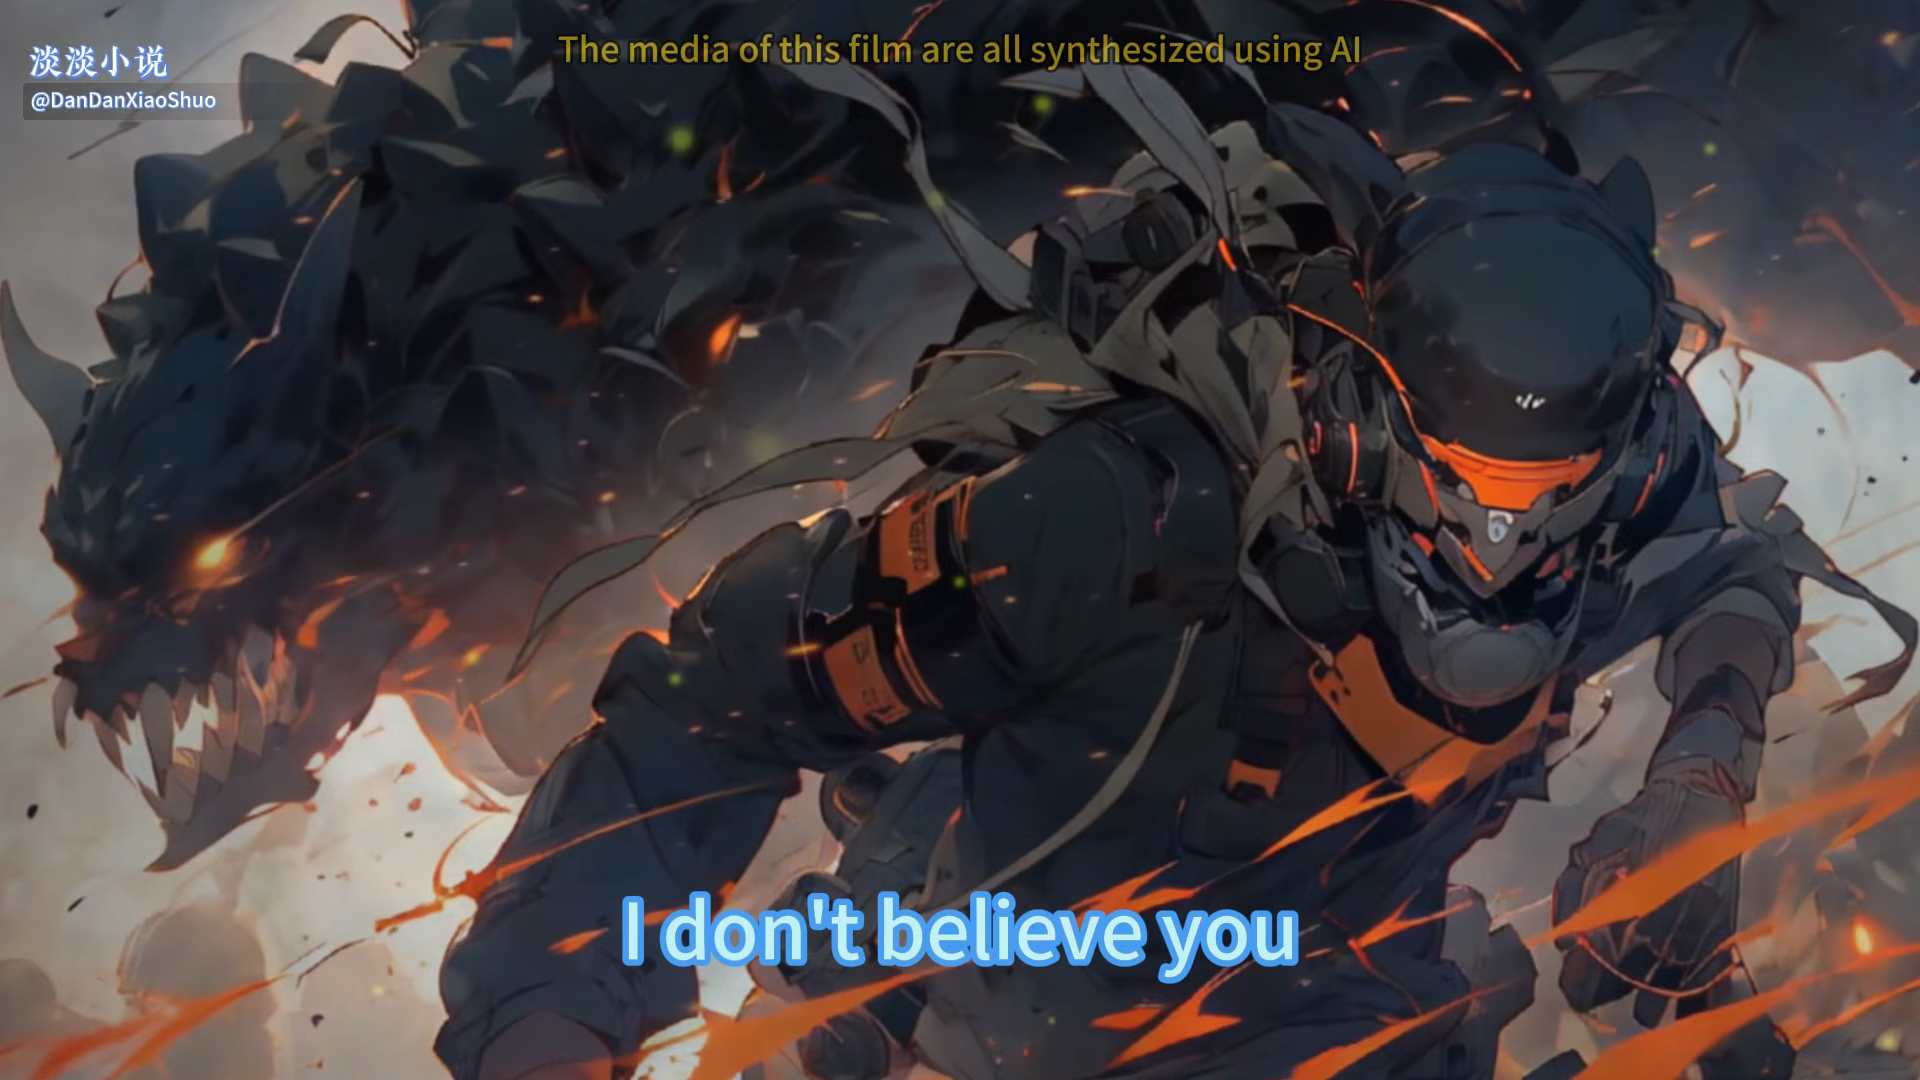 The media of this film are all synthesized using AI
淡淡小说
@DanDanXiaoShuo
I don't believe you